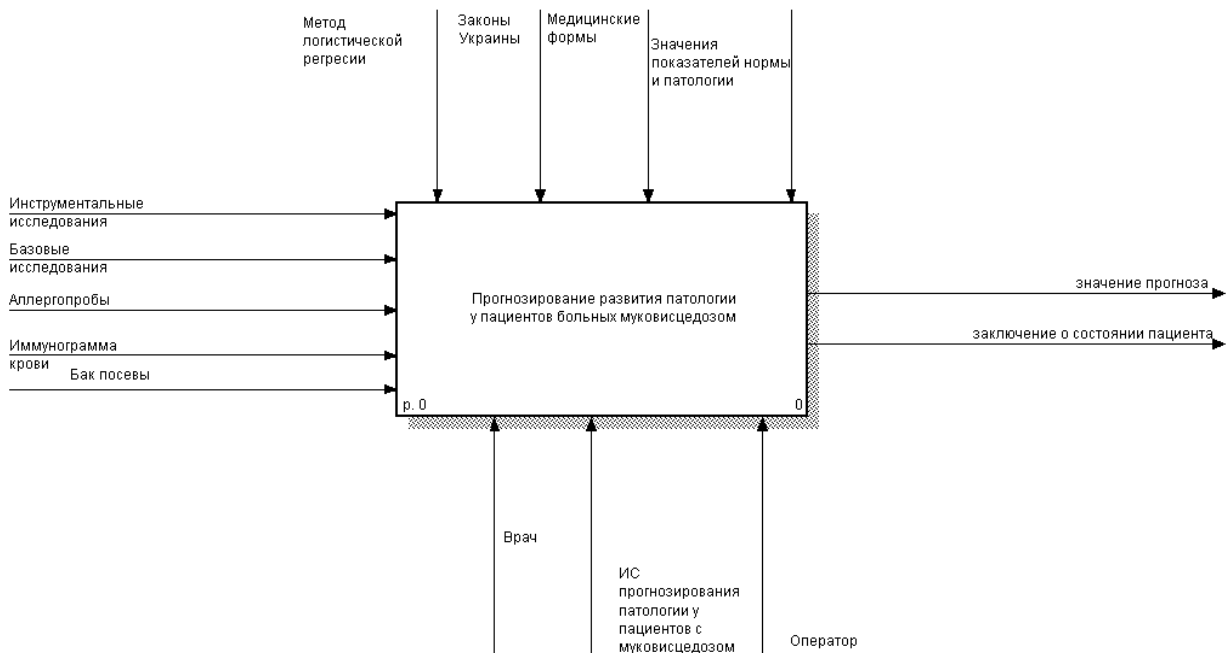 Метод
логистической
регресии
Законы
Украины
Медицинские
формы
Значения
показателей нормы
и патологии
Инструментальные
исследования
Базовые
исследования
Аллергопробы
Иммунограмма
крови
Бак посевы
Прогнозирование развития патологии
у пациентов больных муковисцедозом
р. 0
0
значение прогноза
заключение о состоянии пациента
Врач
ИС
прогнозирования
патологии у
пациентов с
муковисцедозом
Оператор